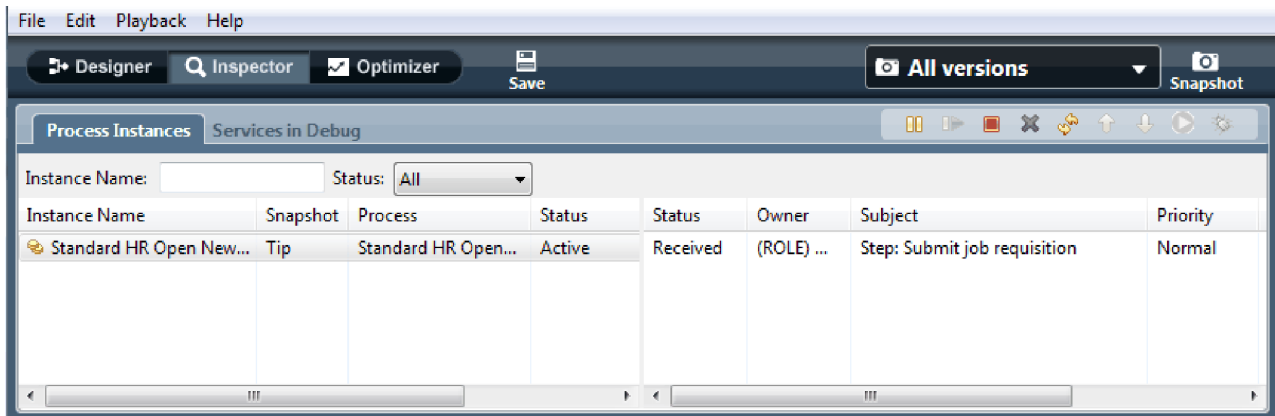 File Edit Playback Help
Designer Inspector Optimizer Save All versions Snapshot
Process Instances Services in Debug
Instance Name: Status: All
Instance Name Snapshot Process Status Status Owner Subject Priority
Standard HR Open New... Tip Standard HR Open... Active Received (ROLE) ... Step: Submit job requisition Normal